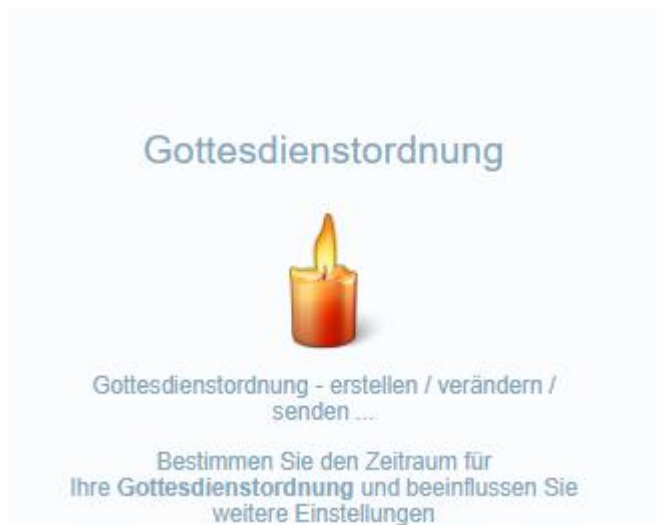 Gottesdienstordnung
Gottesdienstordnung - erstellen / verändern /
senden ...
Bestimmen Sie den Zeitraum für
Ihre Gottesdienstordnung und beeinflussen Sie
weitere Einstellungen